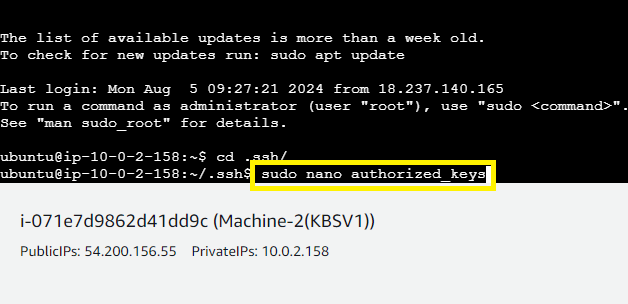 The list of available updates is more than a week old.
To check for new updates run: sudo apt update
Last login: Mon Aug  5 09:27:21 2024 from 18.237.140.165
To run a command as administrator (user "root"), use "sudo <command>".
See "man sudo_root" for details.
ubuntu@ip-10-0-2-158:~$ cd .ssh/
ubuntu@ip-10-0-2-158:~/.ssh$ sudo nano authorized_keys
i-071e7d9862d41dd9c (Machine-2(KBSV1))
PublicIPs: 54.200.156.55    PrivateIPs: 10.0.2.158